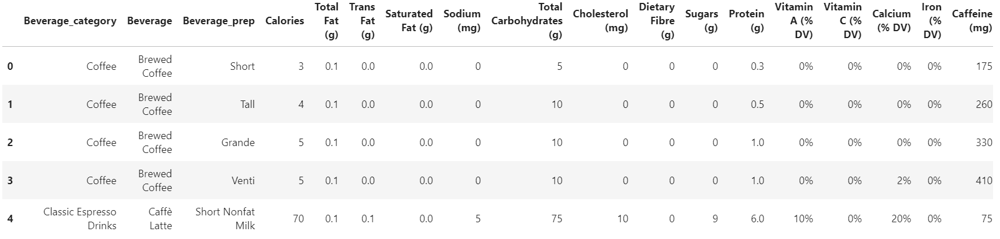 Beverage_category Beverage Beverage_prep Calories Total Fat (g) Trans Fat (g) Saturated Fat (g) Sodium (mg) Total Carbohydrates (g) Cholesterol (mg) Dietary Fibre (g) Sugars (g) Protein (g) Vitamin A (% DV) Vitamin C (% DV) Calcium (% DV) Iron (% DV) Caffeine (mg)
0 Coffee Brewed Coffee Short 3 0.1 0.0 0.0 0 5 0 0 0 0.3 0% 0% 0% 0% 175
1 Coffee Brewed Coffee Tall 4 0.1 0.0 0.0 0 10 0 0 0 0.5 0% 0% 0% 0% 260
2 Coffee Brewed Coffee Grande 5 0.1 0.0 0.0 0 10 0 0 0 1.0 0% 0% 0% 0% 330
3 Coffee Brewed Coffee Venti 5 0.1 0.0 0.0 0 10 0 0 0 1.0 0% 0% 2% 0% 410
4 Classic Espresso Drinks Caffè Latte Short Nonfat Milk 70 0.1 0.1 0.0 5 75 10 0 9 6.0 10% 0% 20% 0% 75